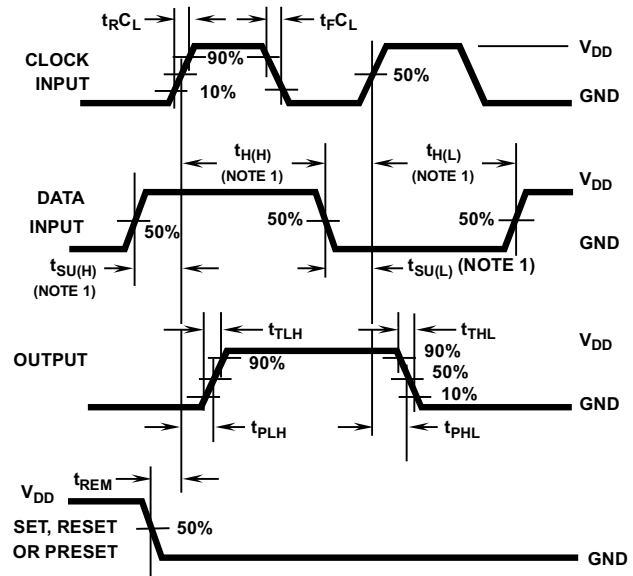 tRCL
tFCL
CLOCK
INPUT
90%
10%
50%
VDD
GND
tH(H)
(NOTE 1)
tH(L)
(NOTE 1)
DATA
INPUT
50%
50%
50%
VDD
GND
tSU(H)
(NOTE 1)
tSU(L) (NOTE 1)
tTLH
tTHL
OUTPUT
90%
90%
50%
10%
VDD
GND
tPLH
tPHL
tREM
VDD
SET, RESET
OR PRESET
50%
GND